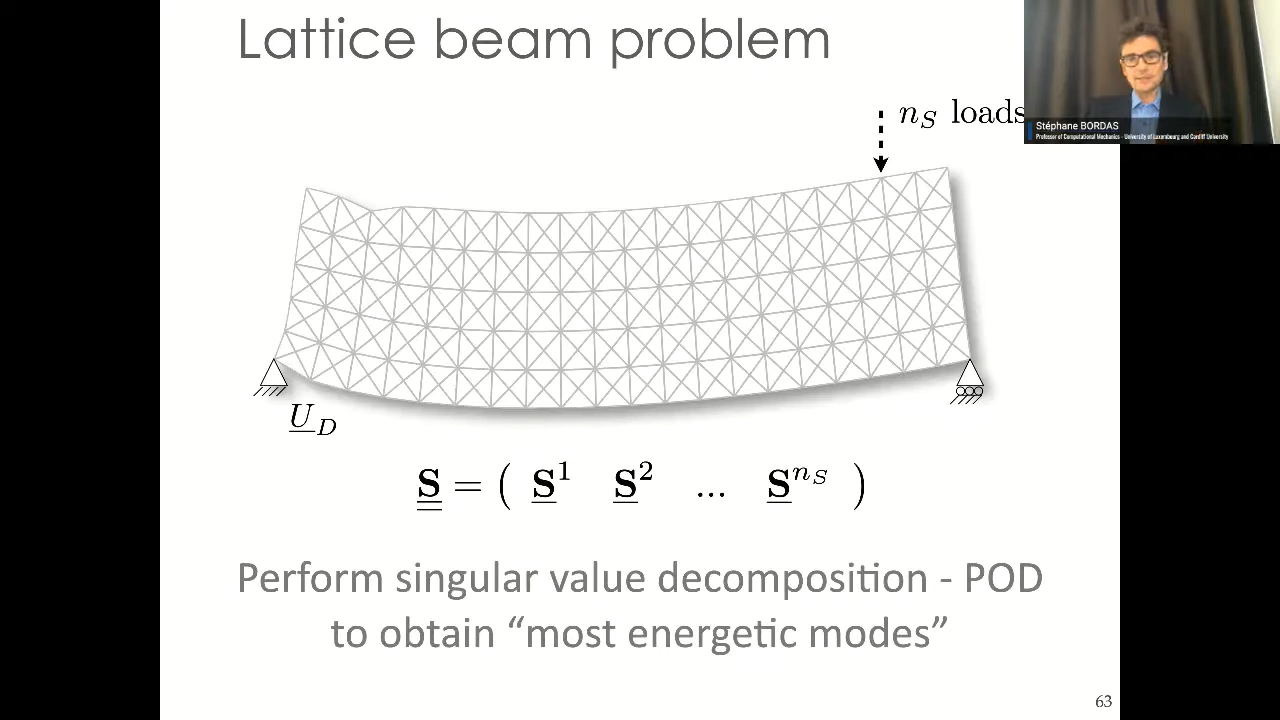 Lattice beam problem
n_S loads
Stéphane BORDAS
Professor of Computational Mechanics - University of Luxembourg and Cardiff University
U_D
S = ( S^1 S^2 ... S^{n_S} )
Perform singular value decomposition - POD
to obtain “most energetic modes”
63